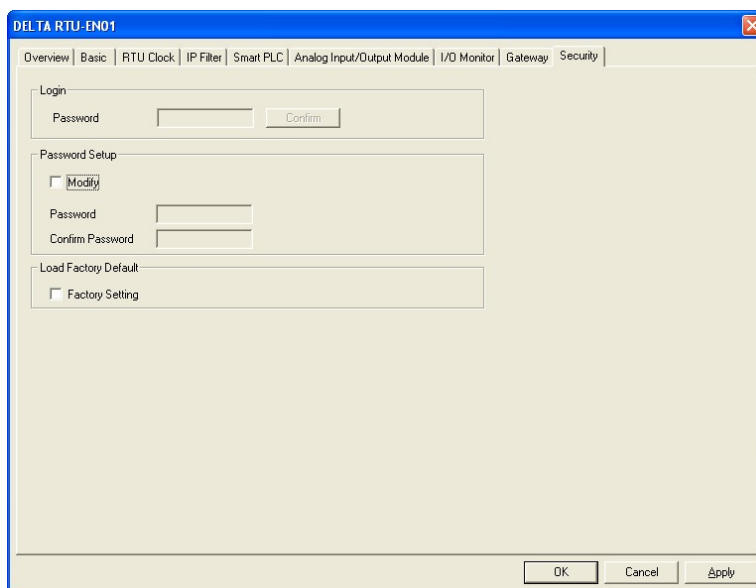 DELTA RTU-EN01
Overview Basic RTU Clock IP Filter Smart PLC Analog Input/Output Module I/O Monitor Gateway Security
Login
Password Confirm
Password Setup
Modify
Password
Confirm Password
Load Factory Default
Factory Setting
OK Cancel Apply